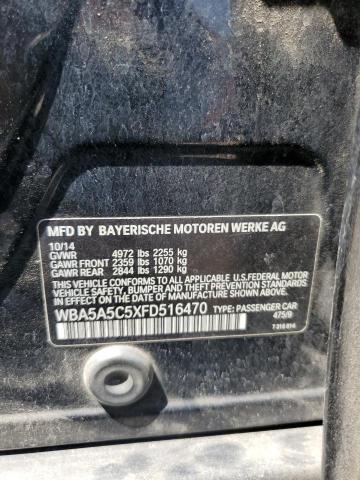 MFD BY BAYERISCHE MOTOREN WERKE AG
10/14
GVWR 4972 lbs 2255 kg
GAWR FRONT 2359 lbs 1070 kg
GAWR REAR 2844 lbs 1290 kg
THIS VEHICLE CONFORMS TO ALL APPLICABLE U.S.FEDERAL MOTOR
VEHICLE SAFETY, BUMPER AND THEFT PREVENTION STANDARDS
IN EFFECT ON THE DATE OF MANUFACTURE SHOWN ABOVE.
WBA5A5C5XFD516470 TYPE: PASSENGER CAR
475/9